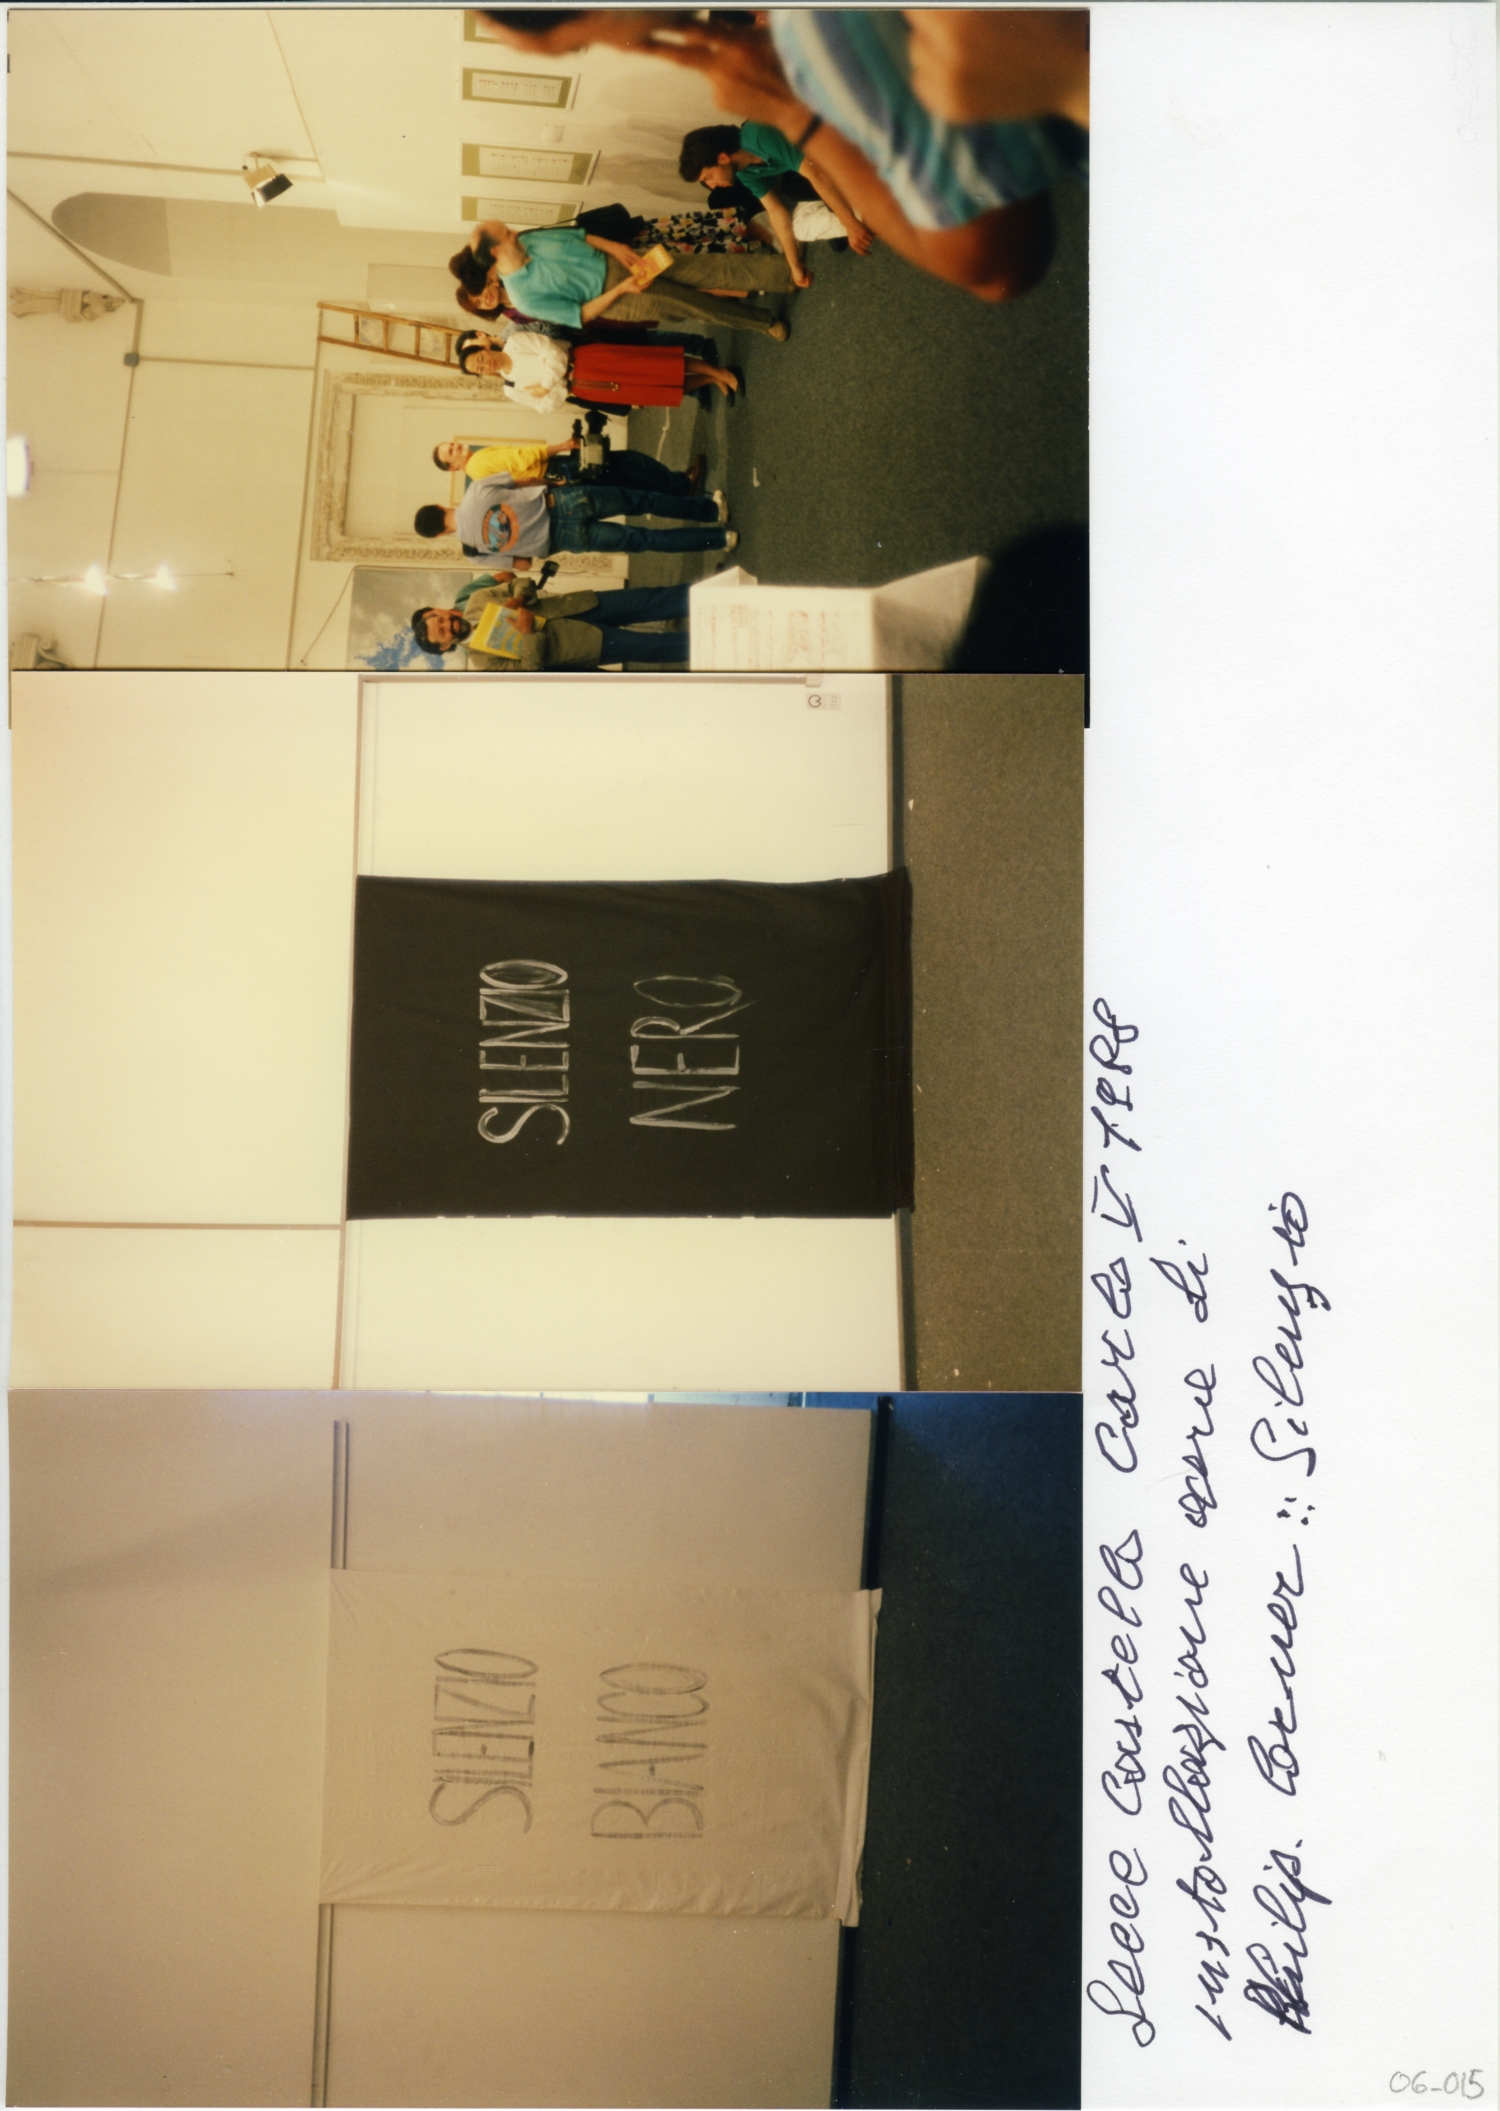 SILENZIO
BIANCO
SILENZIO
NERO
Lecce Castello Carlo V 1988
installazione opere di
Philip Corner: Silenzio
06-015